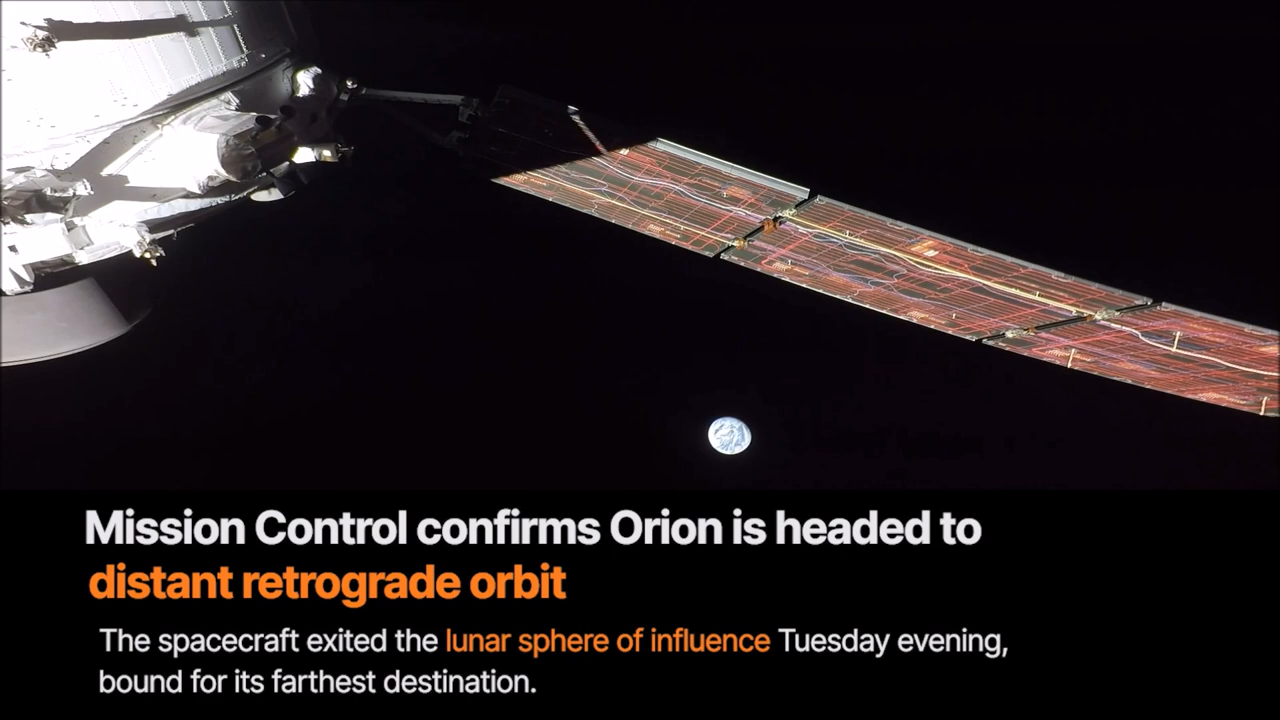 Mission Control confirms Orion is headed to
distant retrograde orbit
The spacecraft exited the lunar sphere of influence Tuesday evening,
bound for its farthest destination.